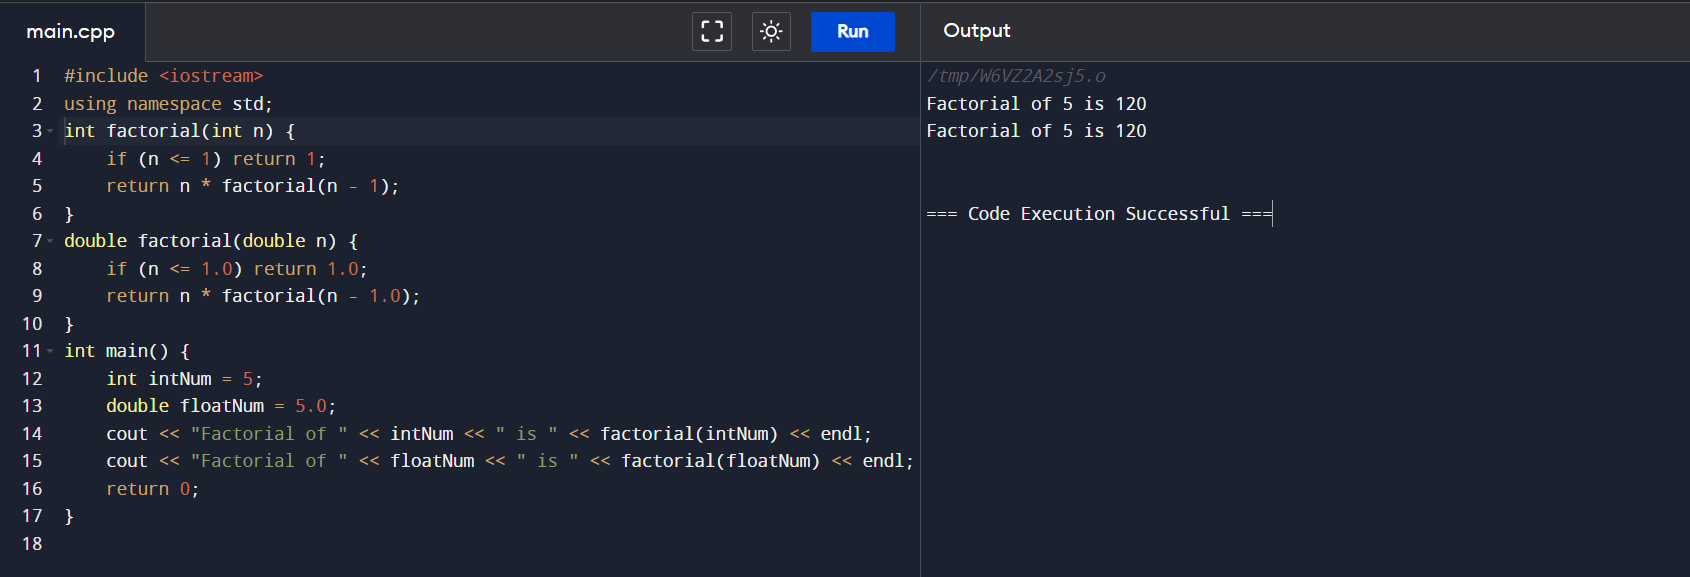 main.cpp
Run
Output
1 #include <iostream>
2 using namespace std;
3 int factorial(int n) {
4     if (n <= 1) return 1;
5     return n * factorial(n - 1);
6 }
7 double factorial(double n) {
8     if (n <= 1.0) return 1.0;
9     return n * factorial(n - 1.0);
10 }
11 int main() {
12     int intNum = 5;
13     double floatNum = 5.0;
14     cout << "Factorial of " << intNum << " is " << factorial(intNum) << endl;
15     cout << "Factorial of " << floatNum << " is " << factorial(floatNum) << endl;
16     return 0;
17 }
18
/tmp/W6VZ2A2sj5.o
Factorial of 5 is 120
Factorial of 5 is 120
=== Code Execution Successful ===